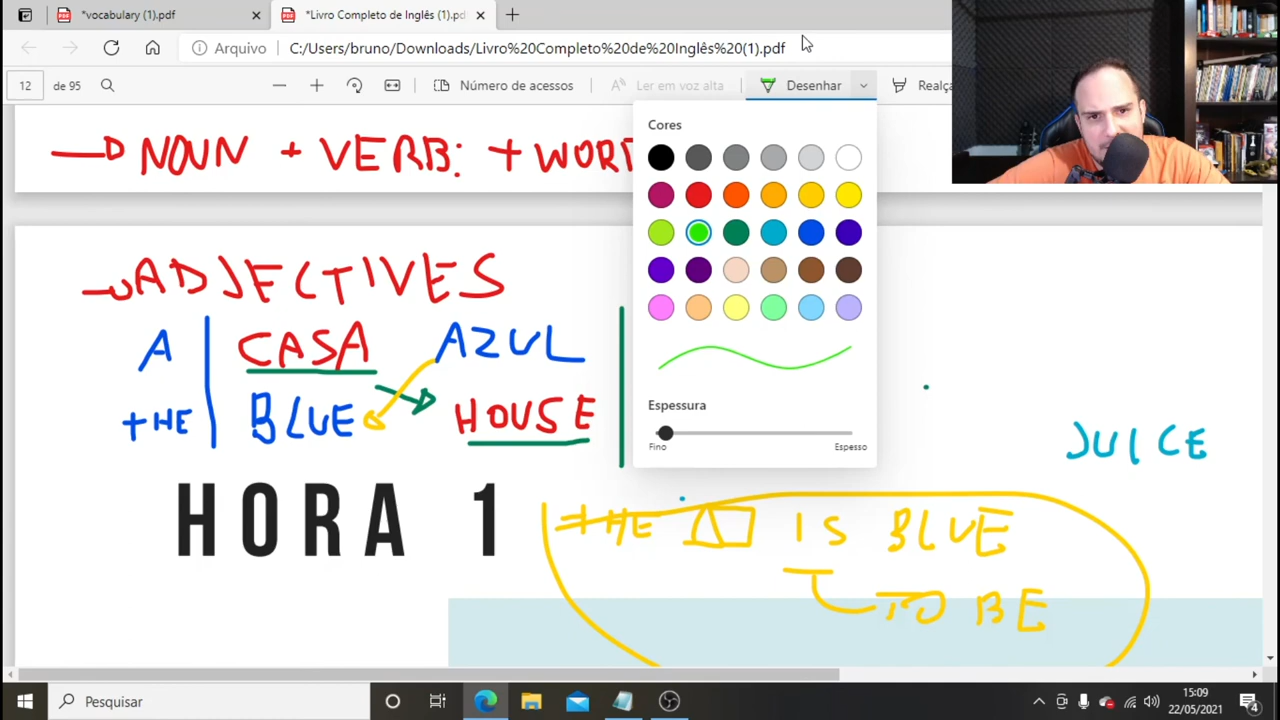 *vocabulary (1).pdf
*Livro Completo de Inglês (1).pd
Arquivo C:/Users/bruno/Downloads/Livro%20Completo%20de%20Inglês%20(1).pdf
12 de 95 Número de acessos Ler em voz alta Desenhar Realça
Cores
NOUN + VERB: + WORD
ADJECTIVES
A CASA AZUL
THE BLUE HOUSE
Espessura
Fino Espesso
JUICE
HORA 1
THE IS BLUE
TO BE
Pesquisar
15:09
22/05/2021
4